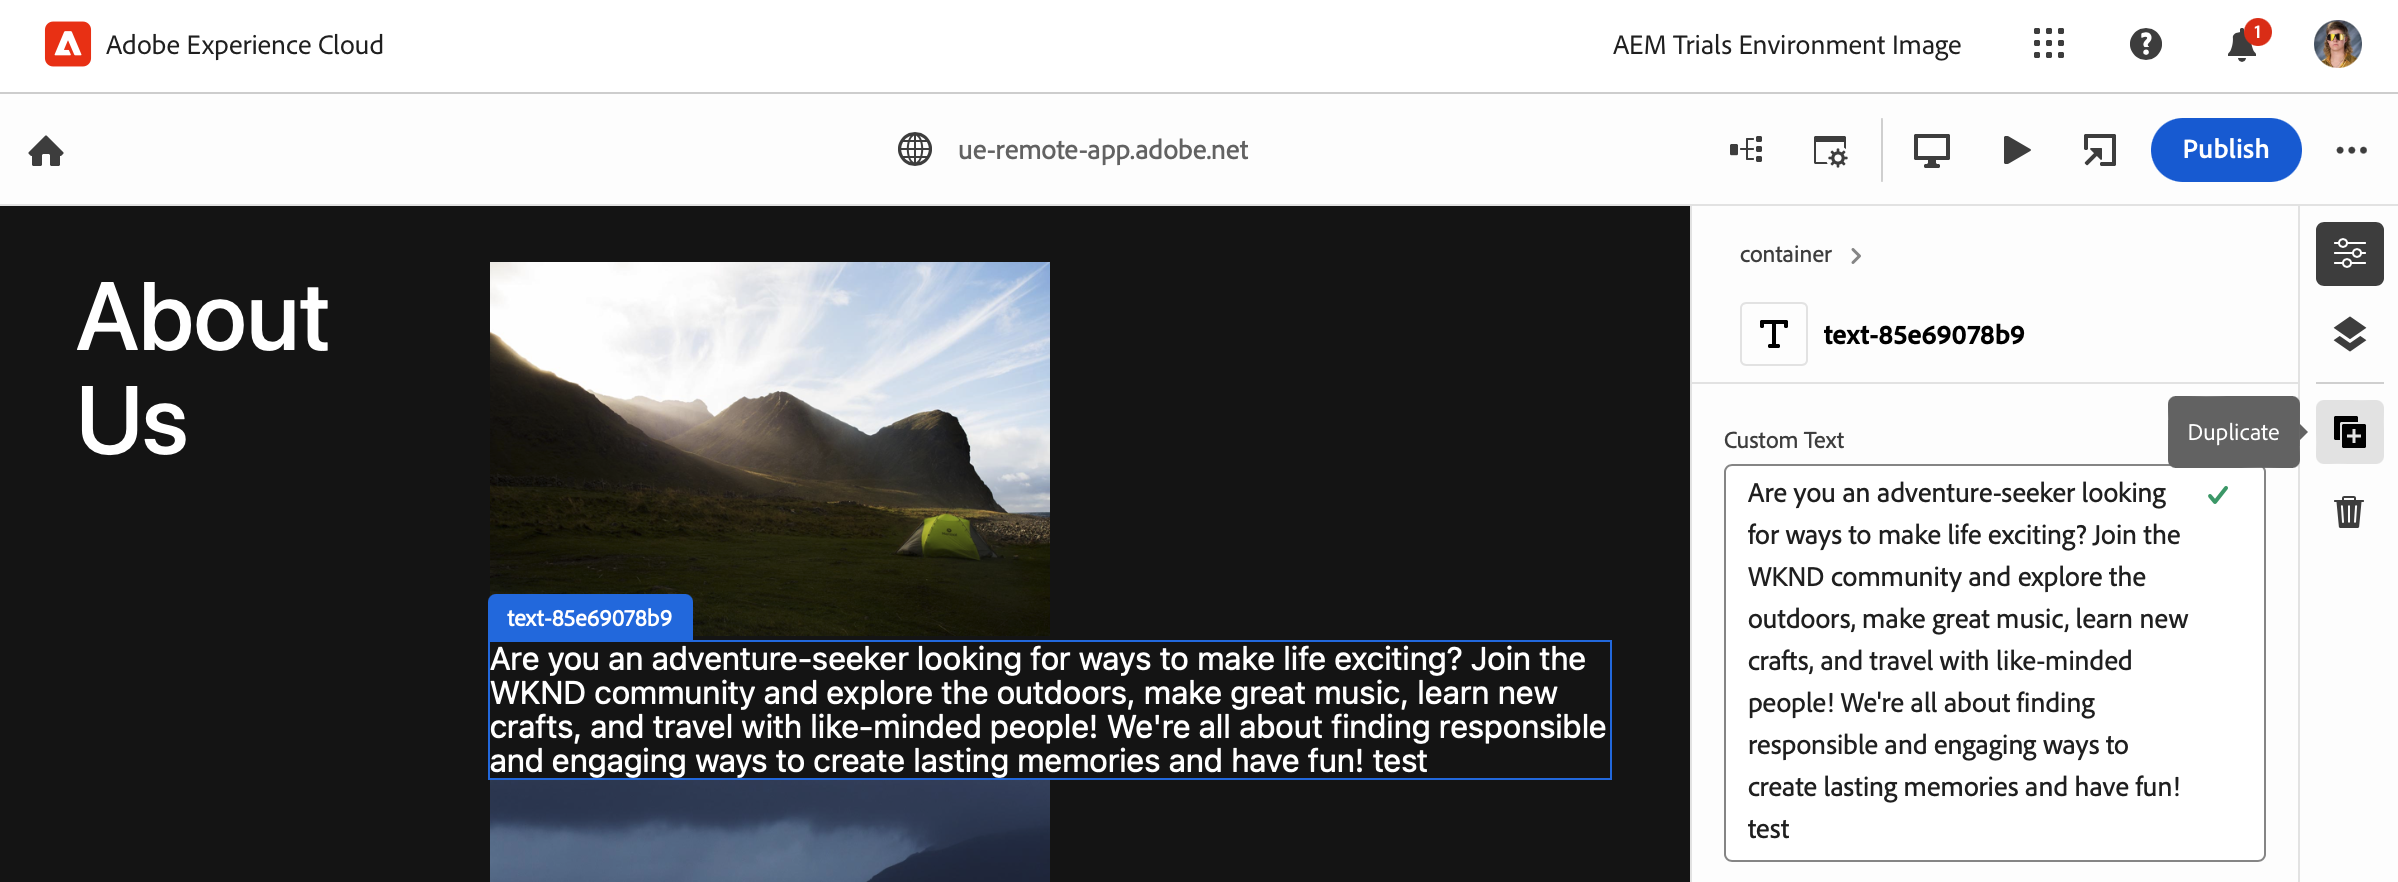 Adobe Experience Cloud
AEM Trials Environment Image
1
ue-remote-app.adobe.net
Publish
About
Us
text-85e69078b9
Are you an adventure-seeker looking for ways to make life exciting? Join the
WKND community and explore the outdoors, make great music, learn new
crafts, and travel with like-minded people! We're all about finding responsible
and engaging ways to create lasting memories and have fun! test
container
text-85e69078b9
Duplicate
Custom Text
Are you an adventure-seeker looking
for ways to make life exciting? Join the
WKND community and explore the
outdoors, make great music, learn new
crafts, and travel with like-minded
people! We're all about finding
responsible and engaging ways to
create lasting memories and have fun!
test